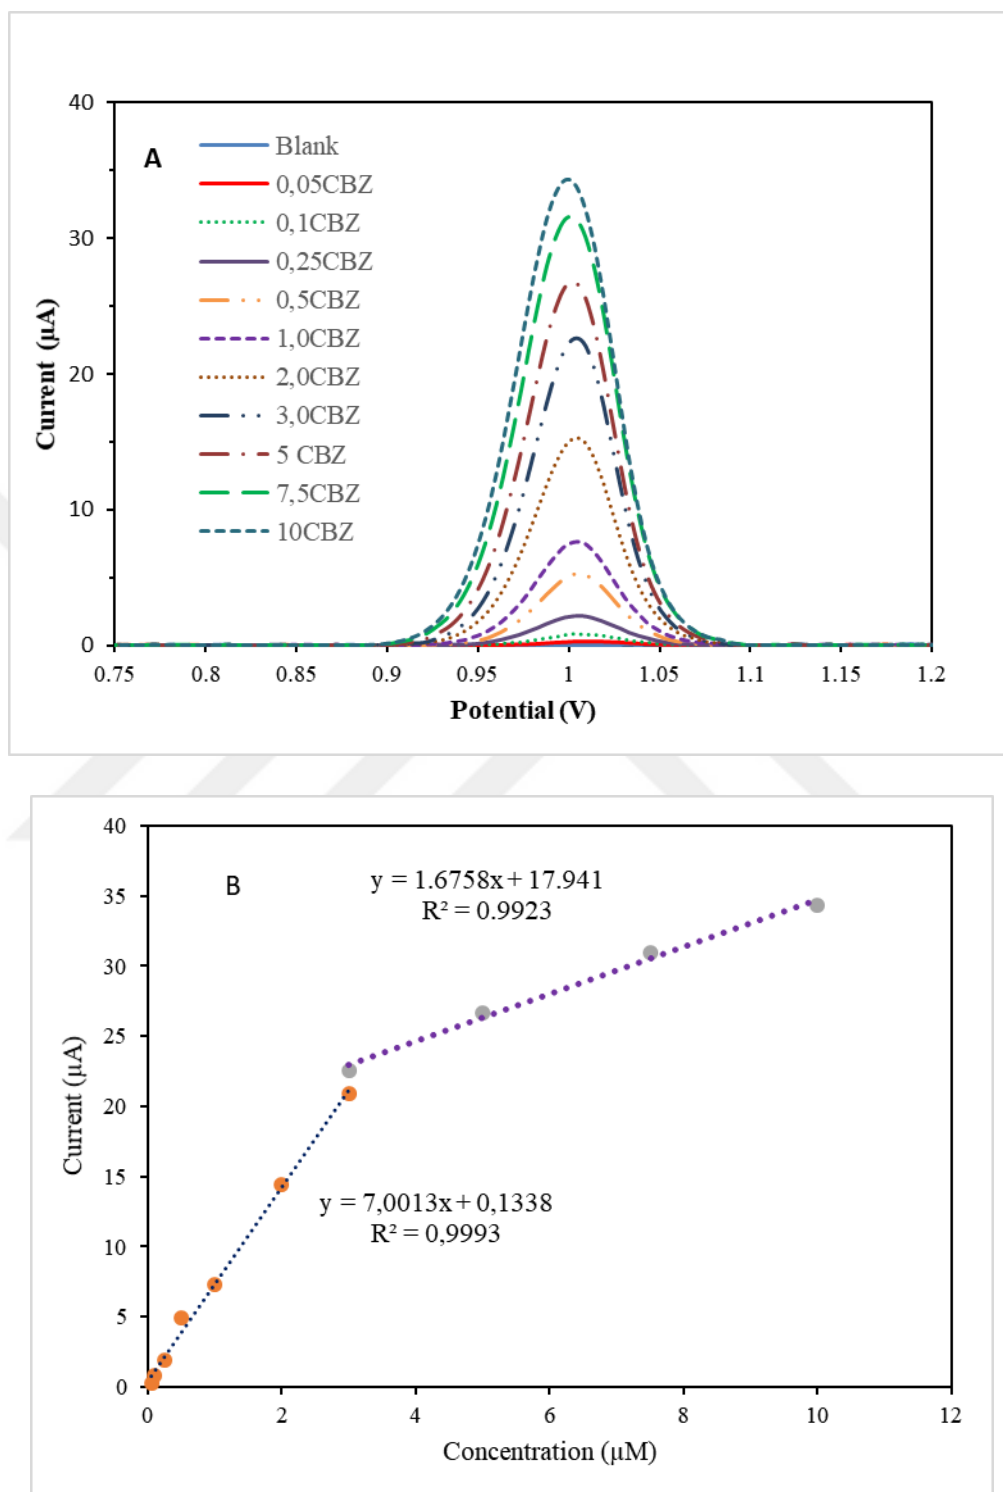 A
Blank
0,05CBZ
0,1CBZ
0,25CBZ
0,5CBZ
1,0CBZ
2,0CBZ
3,0CBZ
5 CBZ
7,5CBZ
10CBZ
40
30
20
10
0
Current (µA)
0.75 0.8 0.85 0.9 0.95 1 1.05 1.1 1.15 1.2
Potential (V)
B
y = 1.6758x + 17.941
R² = 0.9923
y = 7,0013x + 0,1338
R² = 0,9993
40
35
30
25
20
15
10
5
0
Current (µA)
0 2 4 6 8 10 12
Concentration (µM)